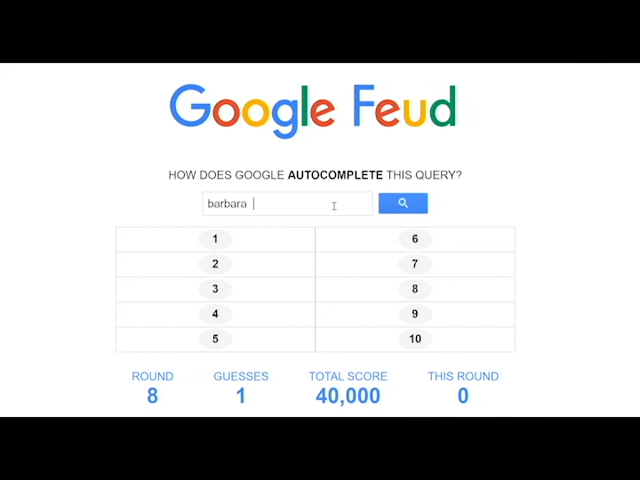 Google Feud
HOW DOES GOOGLE AUTOCOMPLETE THIS QUERY?
barbara
1 6
2 7
3 8
4 9
5 10
ROUND GUESSES TOTAL SCORE THIS ROUND
8 1 40,000 0